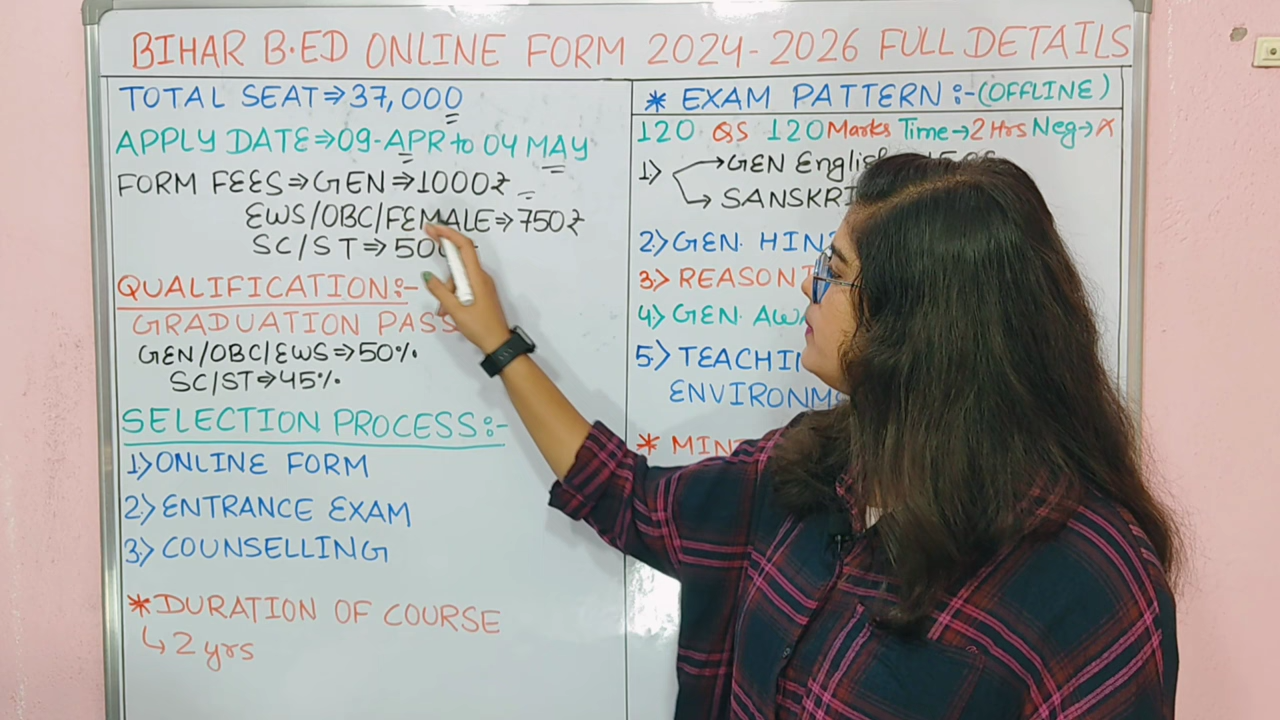 BIHAR B.ED ONLINE FORM 2024-2026 FULL DETAILS
TOTAL SEAT⇒37,000
APPLY DATE⇒09-APR to 04 MAY
FORM FEES⇒GEN⇒1000₹
EWS/OBC/FEMALE⇒750₹
SC/ST⇒500
QUALIFICATION:-
GRADUATION PASS
GEN/OBC/EWS⇒50%
SC/ST⇒45%
SELECTION PROCESS:-
1) ONLINE FORM
2) ENTRANCE EXAM
3) COUNSELLING
* DURATION OF COURSE
↳ 2 yrs
* EXAM PATTERN:-(OFFLINE)
120 QS 120 Marks Time→2 Hrs Neg→X
1) →GEN English
→ SANSKRI
2) GEN. HIN
3) REASON
4) GEN. AWA
5) TEACHIN
ENVIRONM
* MIN